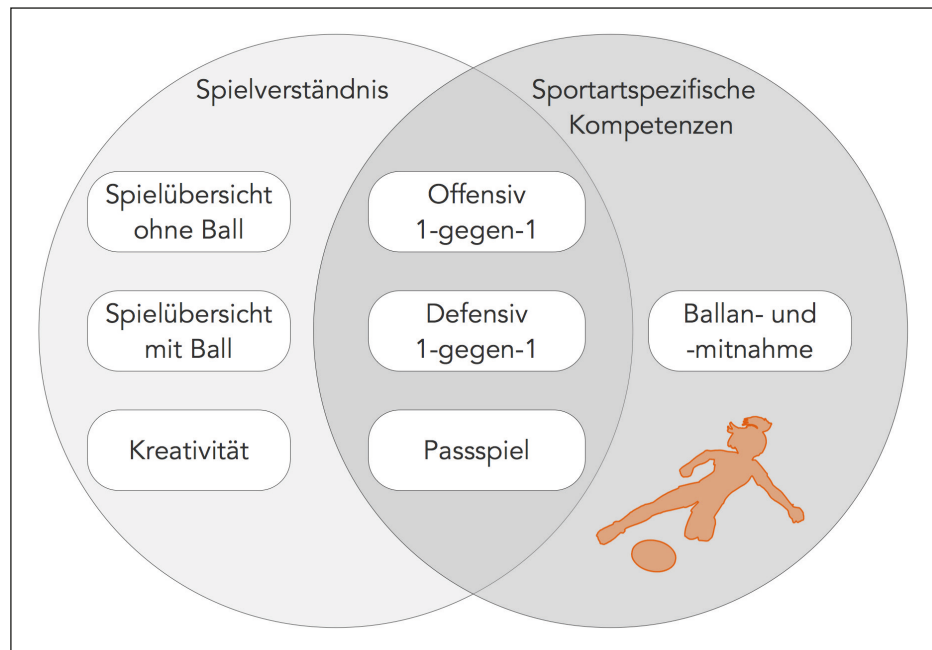 Spielverständnis
Sportartspezifische
Kompetenzen
Spielübersicht
ohne Ball
Offensiv
1-gegen-1
Spielübersicht
mit Ball
Defensiv
1-gegen-1
Ballan- und
-mitnahme
Kreativität
Passspiel